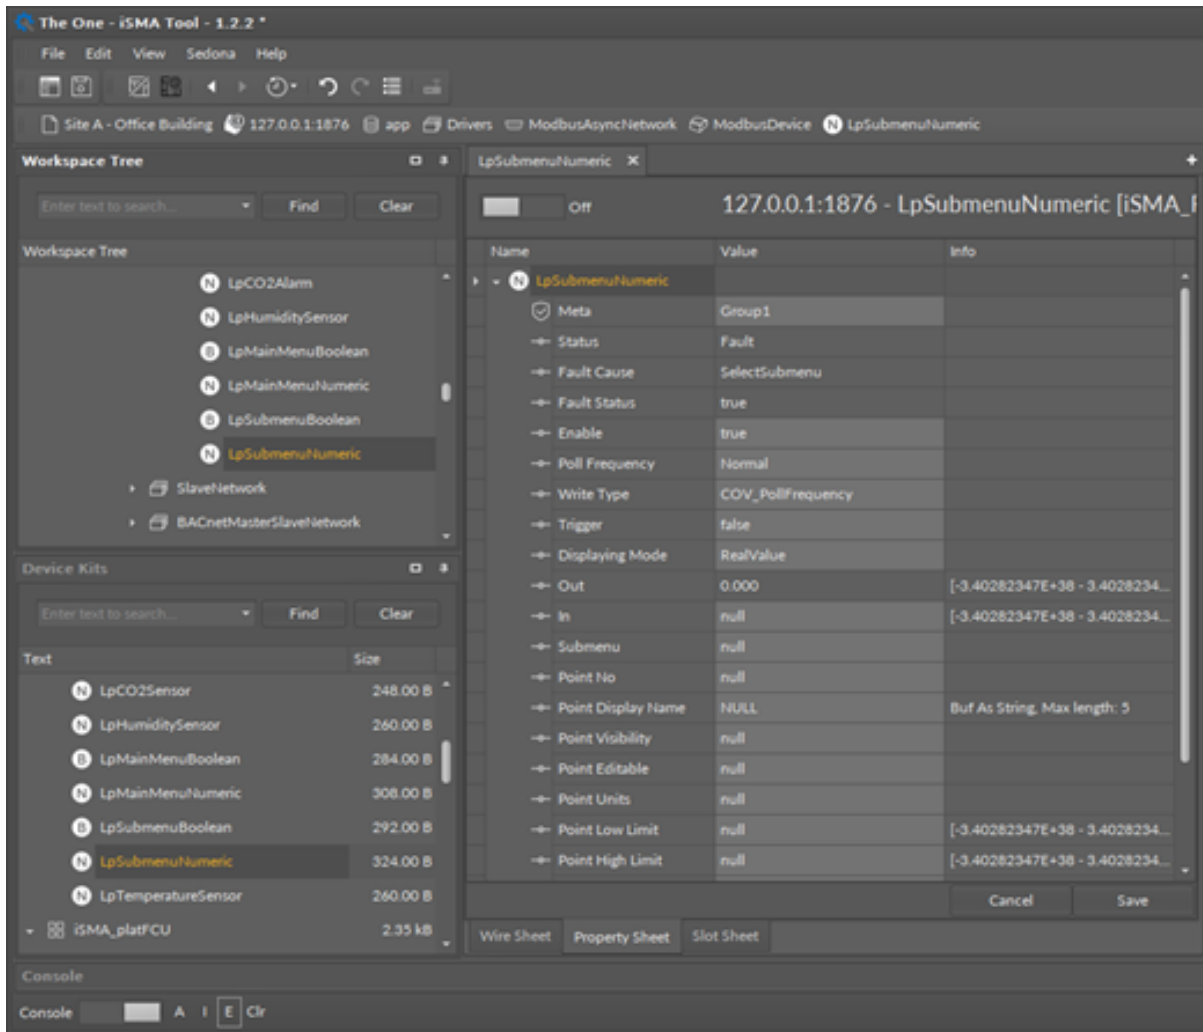 The One - iSMA Tool - 1.2.2 *
File Edit View Sedona Help
Site A - Office Building 127.0.0.1:1876 app Drivers ModbusAsyncNetwork ModbusDevice N LpSubmenuNumeric
Workspace Tree
Enter text to search... Find Clear
Workspace Tree
N LpCO2Alarm
N LpHumiditySensor
B LpMainMenuBoolean
N LpMainMenuNumeric
B LpSubmenuBoolean
N LpSubmenuNumeric
SlaveNetwork
BACnetMasterSlaveNetwork
Device Kits
Enter text to search... Find Clear
Text Size
N LpCO2Sensor 248.00 B
N LpHumiditySensor 260.00 B
B LpMainMenuBoolean 284.00 B
N LpMainMenuNumeric 308.00 B
B LpSubmenuBoolean 292.00 B
N LpSubmenuNumeric 324.00 B
N LpTemperatureSensor 260.00 B
iSMA_platFCU 2.35 kB
LpSubmenuNumeric
Off 127.0.0.1:1876 - LpSubmenuNumeric [iSMA_
Name Value Info
N LpSubmenuNumeric
Meta Group1
Status Fault
Fault Cause SelectSubmenu
Fault Status true
Enable true
Poll Frequency Normal
Write Type COV_PollFrequency
Trigger false
Displaying Mode RealValue
Out 0.000 [-3.40282347E+38 - 3.4028234...
In null [-3.40282347E+38 - 3.4028234...
Submenu null
Point No null
Point Display Name NULL Buf As String, Max length: 5
Point Visibility null
Point Editable null
Point Units null
Point Low Limit null [-3.40282347E+38 - 3.4028234...
Point High Limit null [-3.40282347E+38 - 3.4028234...
Cancel Save
Wire Sheet Property Sheet Slot Sheet
Console
Console A I E Clr